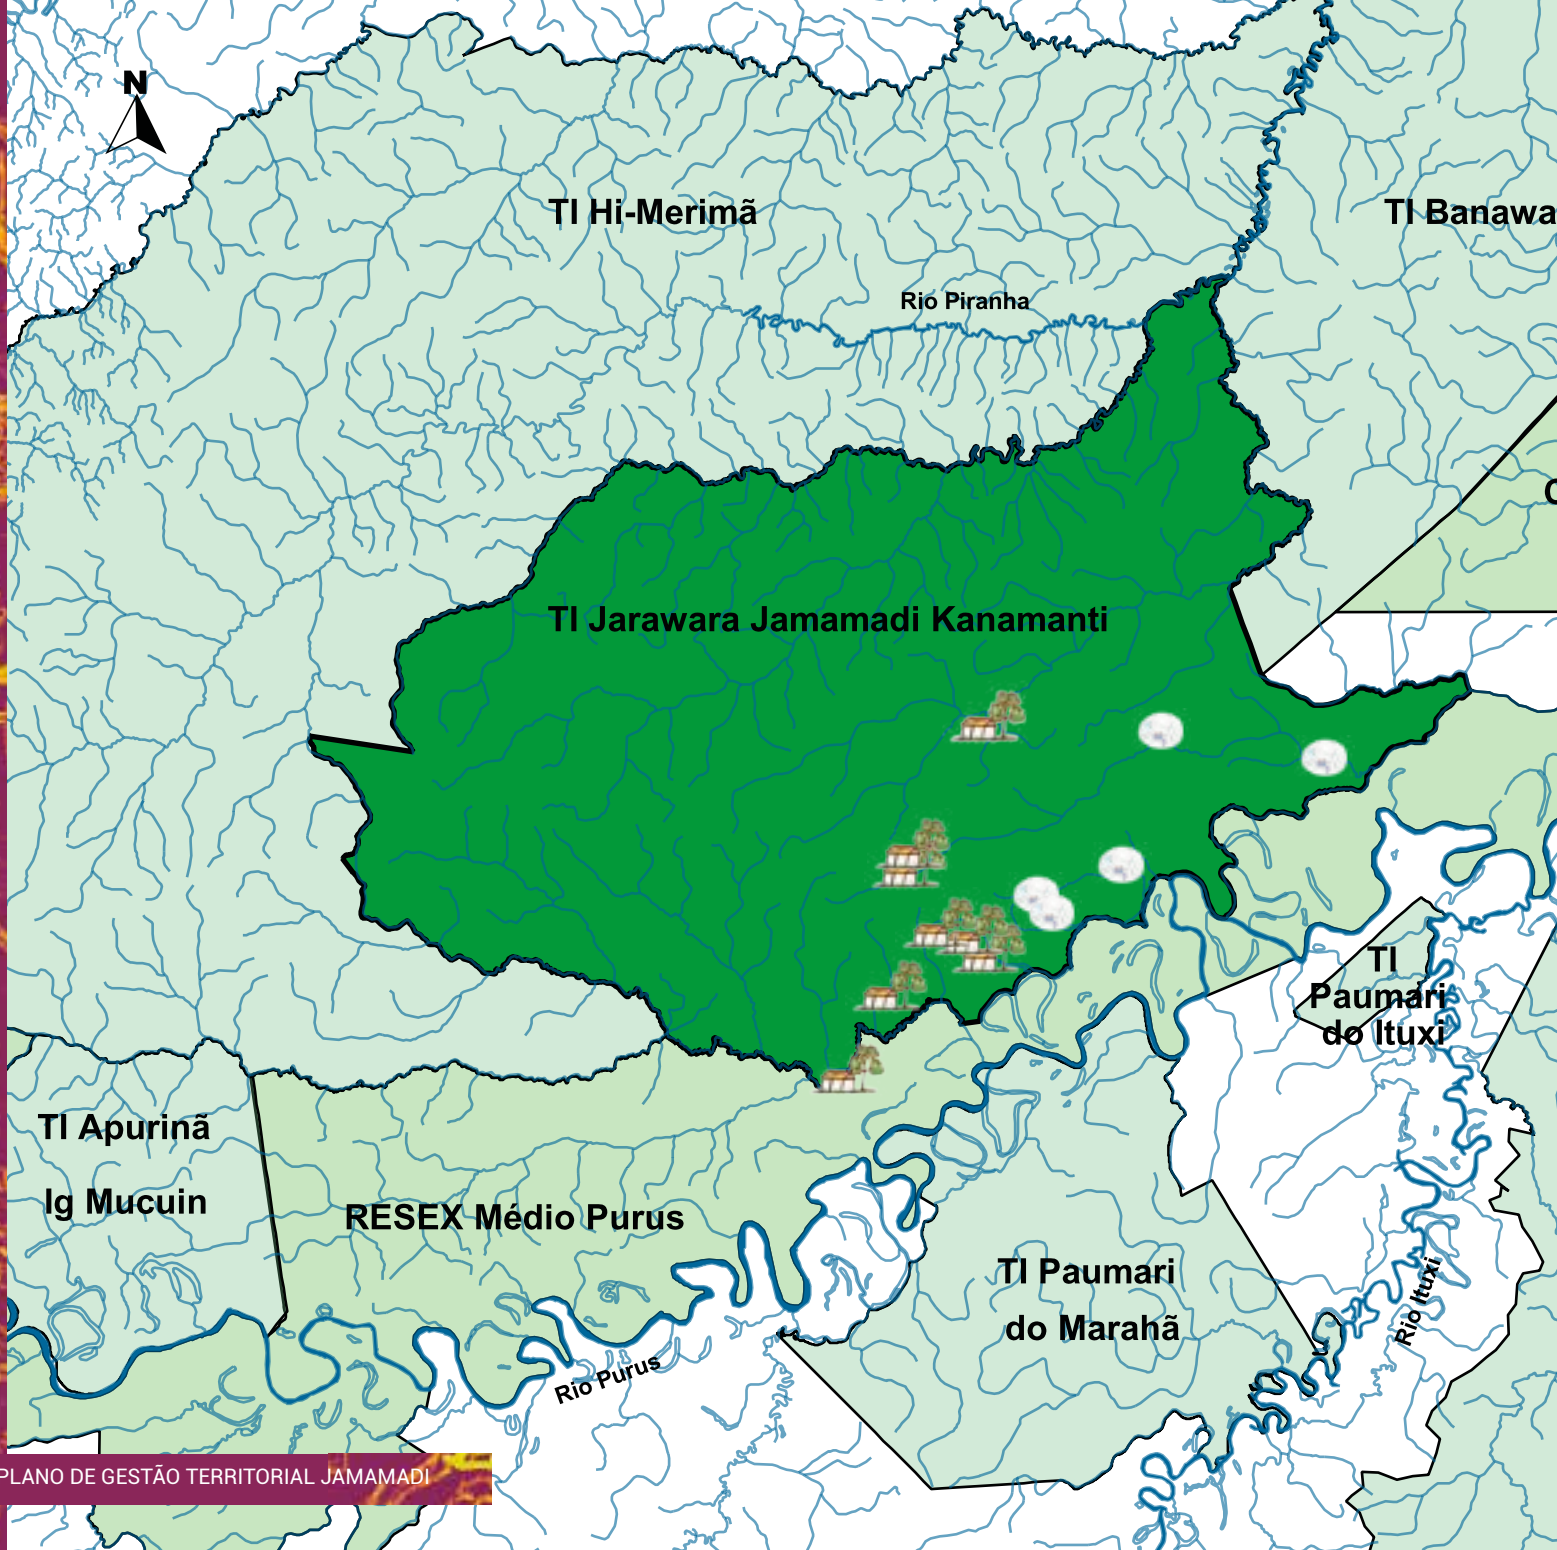 N
TI Hi-Merimã
TI Banawa
Rio Piranha
TI Jarawara Jamamadi Kanamanti
TI
Paumari
do Ituxi
TI Apurinã
Ig Mucuin
RESEX Médio Purus
TI Paumari
do Marahã
Rio Ituxi
Rio Purus
PLANO DE GESTÃO TERRITORIAL JAMAMADI